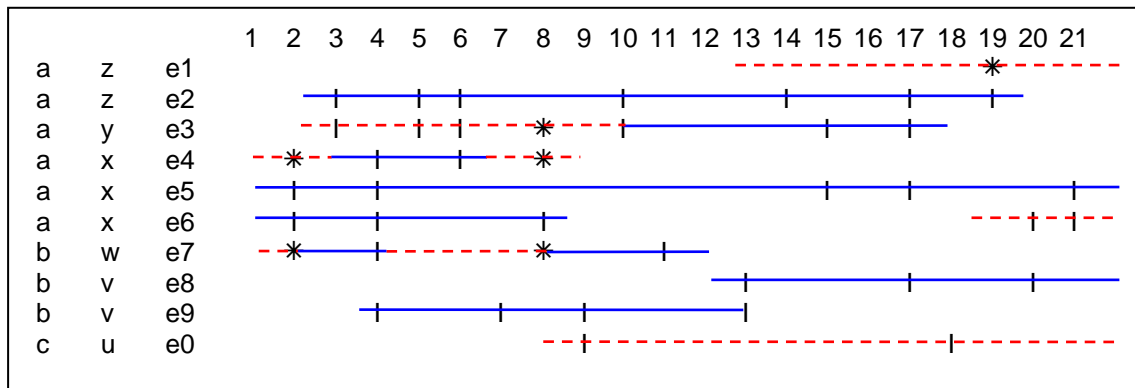 1 2 3 4 5 6 7 8 9 10 11 12 13 14 15 16 17 18 19 20 21
a z e1
a z e2
a y e3
a x e4
a x e5
a x e6
b w e7
b v e8
b v e9
c u e0